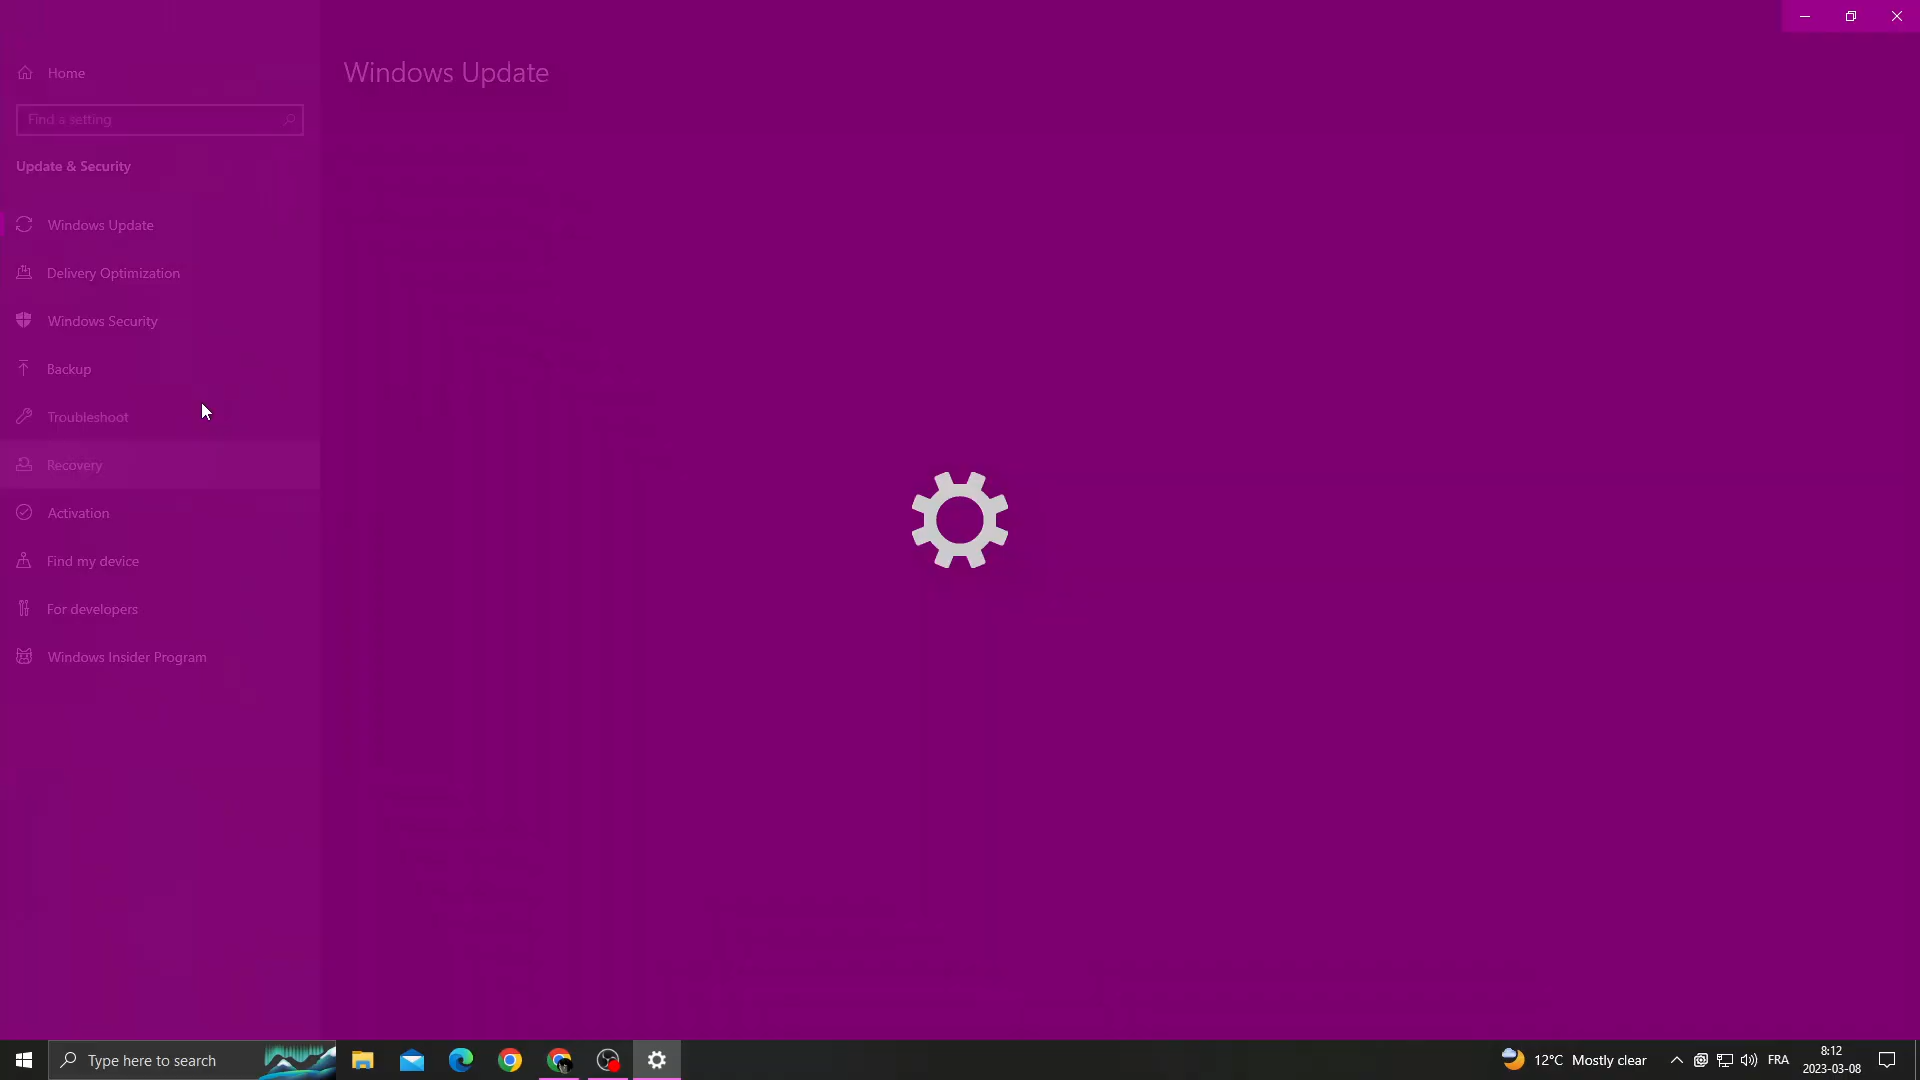 Home
Windows Update
Find a setting
Update & Security
Windows Update
Delivery Optimization
Windows Security
Backup
Troubleshoot
Recovery
Activation
Find my device
For developers
Windows Insider Program
Type here to search
12°C Mostly clear
FRA
8:12
2023-03-08